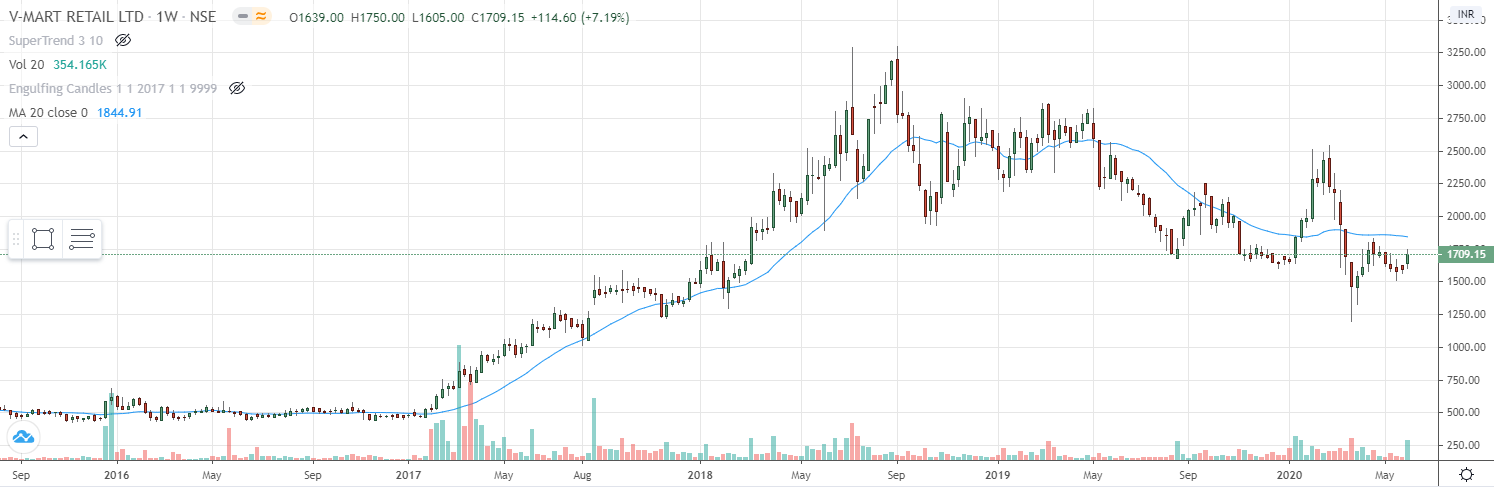 V-MART RETAIL LTD · 1W · NSE O1639.00 H1750.00 L1605.00 C1709.15 +114.60 (+7.19%)
INR
SuperTrend 3 10
Vol 20 354.165K
Engulfing Candles 1 1 2017 1 1 9999
MA 20 close 0 1844.91
3250.00
3000.00
2750.00
2500.00
2250.00
2000.00
1709.15
1500.00
1250.00
1000.00
750.00
500.00
250.00
Sep 2016 May Sep 2017 May Aug 2018 May Sep 2019 May Sep 2020 May